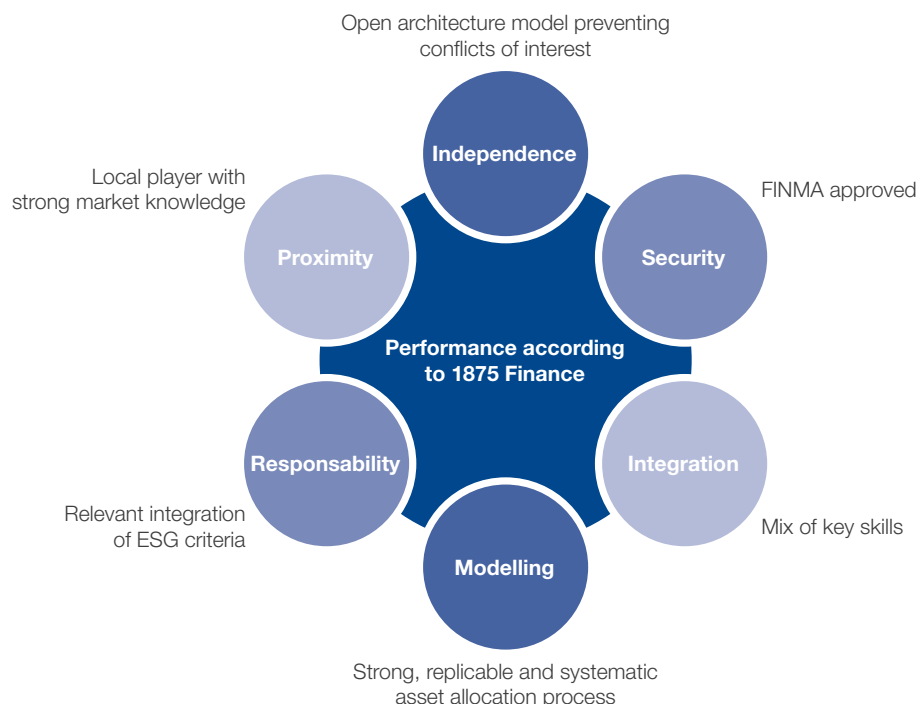 Open architecture model preventing
conflicts of interest
Independence
Local player with
strong market knowledge
Proximity
FINMA approved
Security
Performance according
to 1875 Finance
Responsability
Relevant integration
of ESG criteria
Integration
Mix of key skills
Modelling
Strong, replicable and systematic
asset allocation process